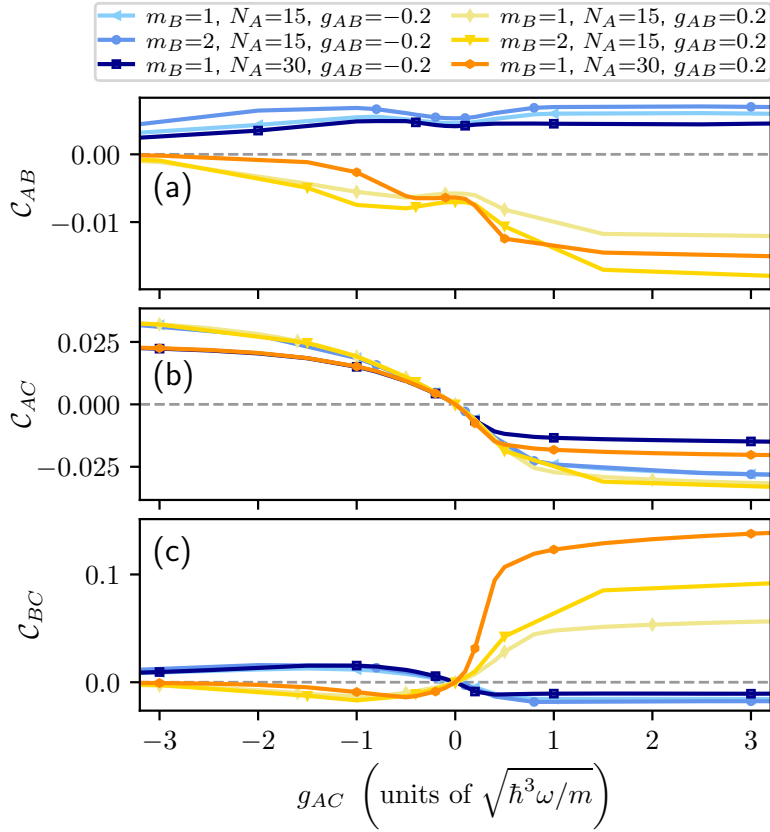 m_B=1, N_A=15, g_AB=−0.2 m_B=1, N_A=15, g_AB=0.2
m_B=2, N_A=15, g_AB=−0.2 m_B=2, N_A=15, g_AB=0.2
m_B=1, N_A=30, g_AB=−0.2 m_B=1, N_A=30, g_AB=0.2
0.00
−0.01
C_AB
(a)
0.025
0.000
−0.025
C_AC
(b)
0.1
0.0
C_BC
(c)
−3 −2 −1 0 1 2 3
g_AC (units of √ħ³ω/m)